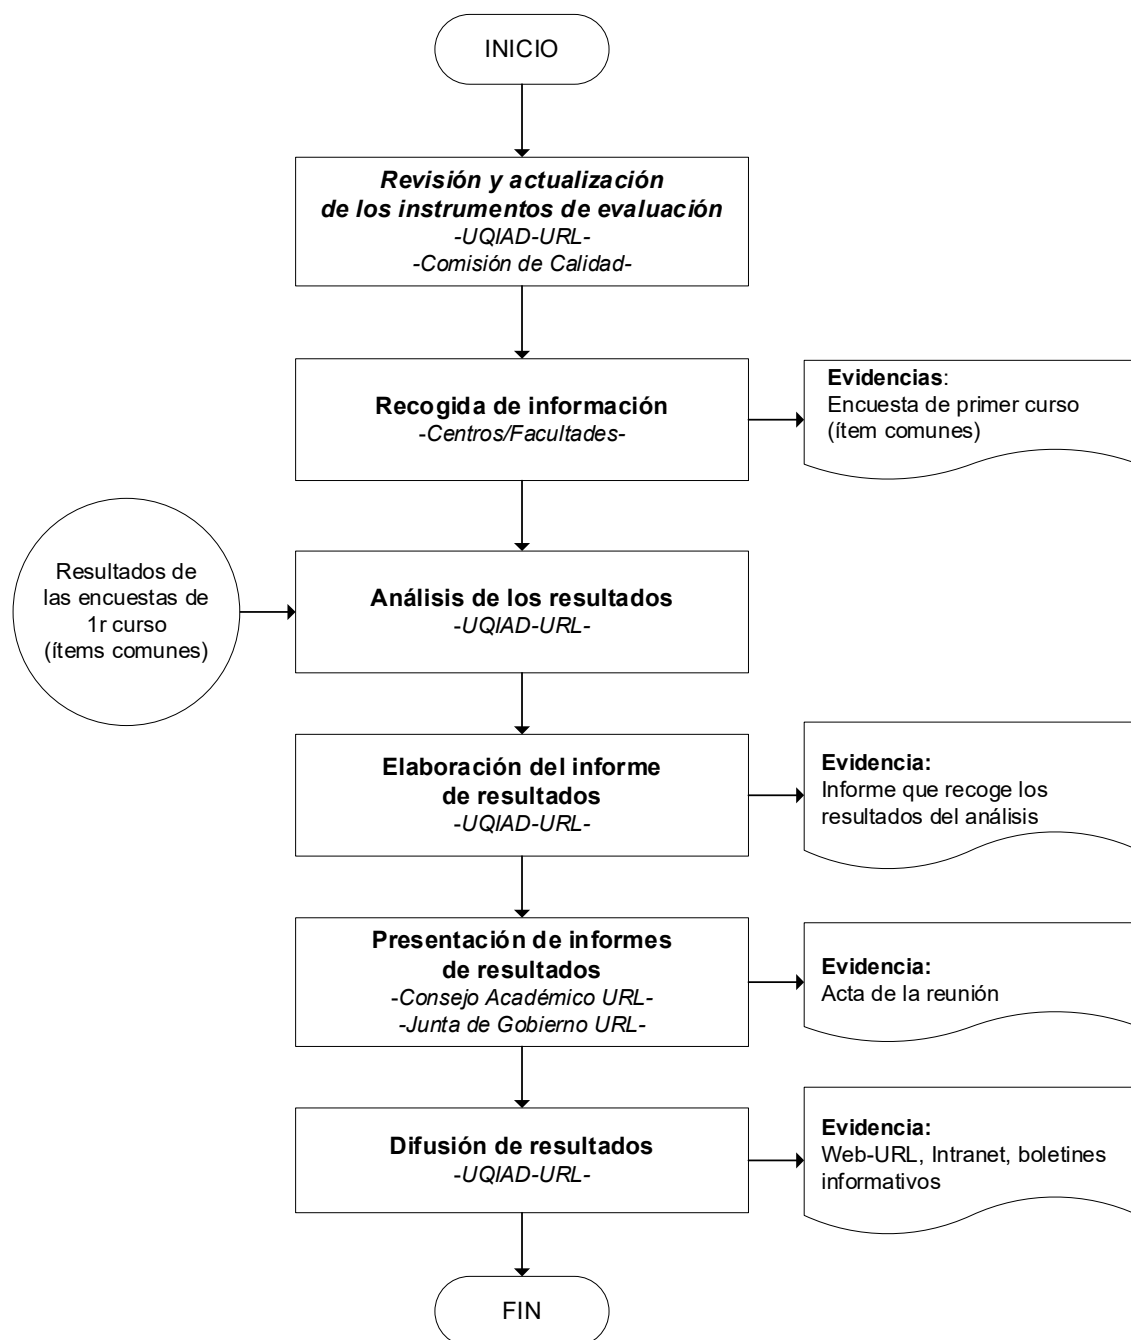 INICIO
Revisión y actualización
de los instrumentos de evaluación
-UQIAD-URL-
-Comisión de Calidad-
Recogida de información
-Centros/Facultades-
Evidencias:
Encuesta de primer curso
(ítem comunes)
Resultados de
las encuestas de
1r curso
(ítems comunes)
Análisis de los resultados
-UQIAD-URL-
Elaboración del informe
de resultados
-UQIAD-URL-
Evidencia:
Informe que recoge los
resultados del análisis
Presentación de informes
de resultados
-Consejo Académico URL-
-Junta de Gobierno URL-
Evidencia:
Acta de la reunión
Difusión de resultados
-UQIAD-URL-
Evidencia:
Web-URL, Intranet, boletines
informativos
FIN